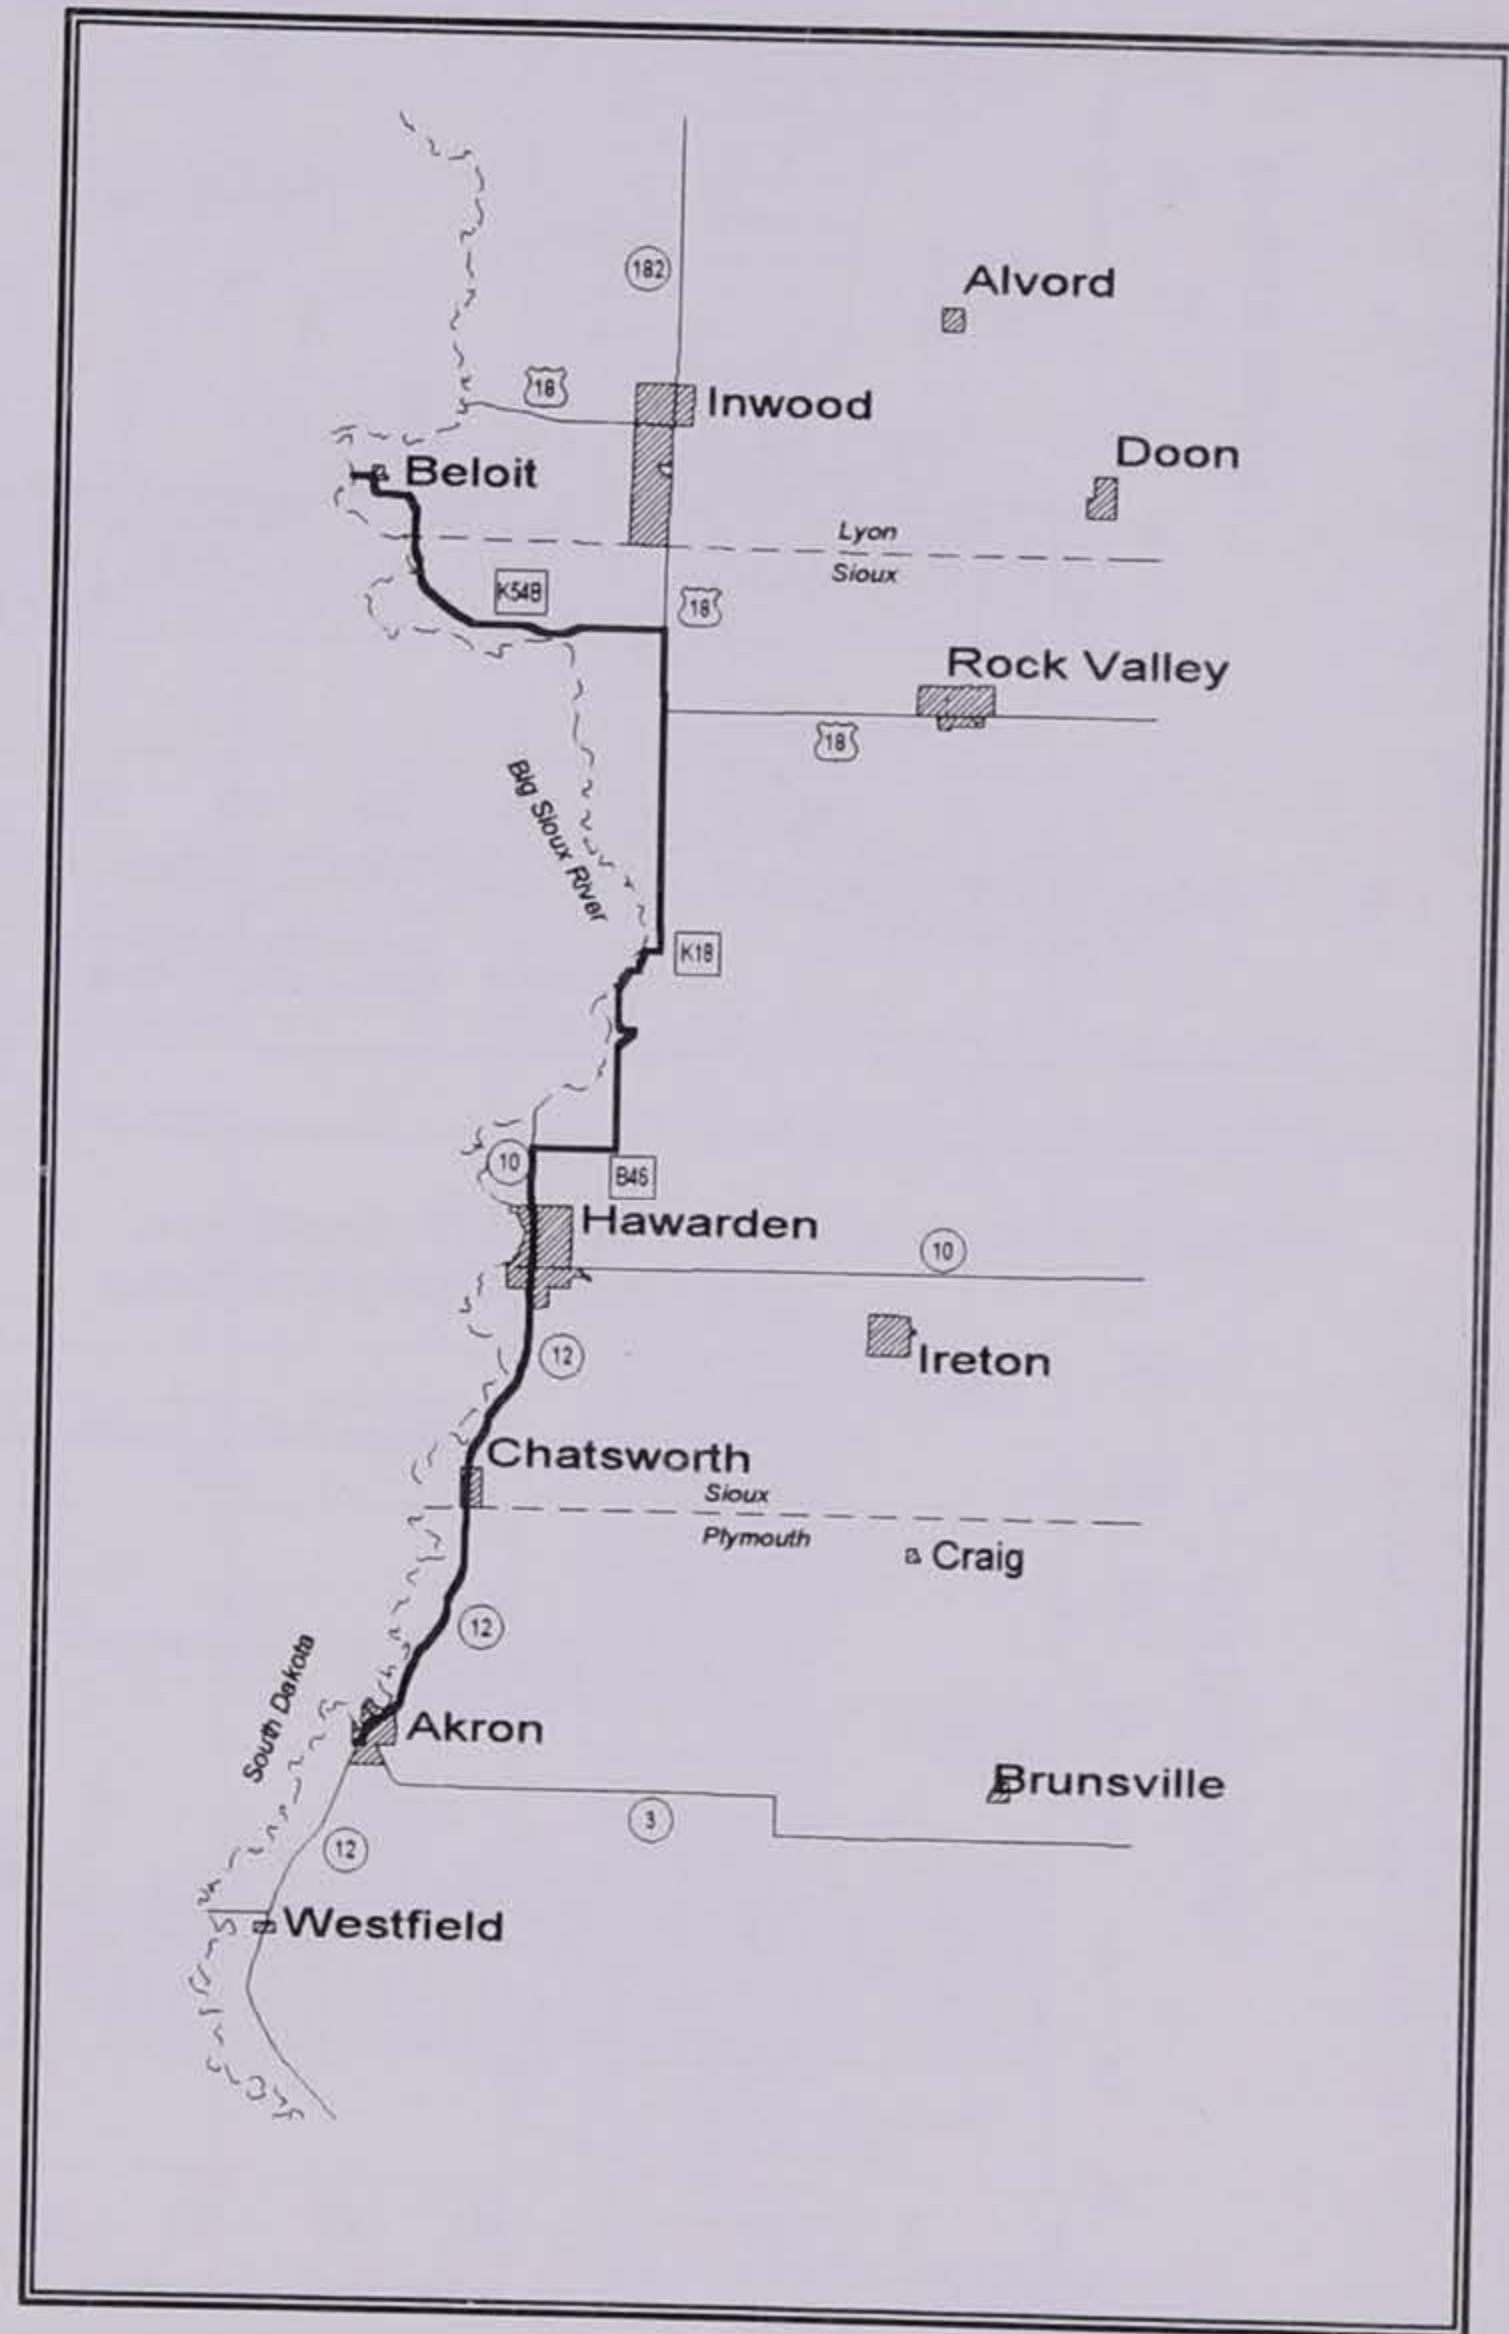 182
Alvord
18
Inwood
Doon
Beloit
Lyon
Sioux
K54B
18
Rock Valley
18
Big Sioux River
K18
10
B46
Hawarden
10
12
Ireton
Chatsworth
Sioux
Plymouth
Craig
12
South Dakota
Akron
Brunsville
3
12
Westfield